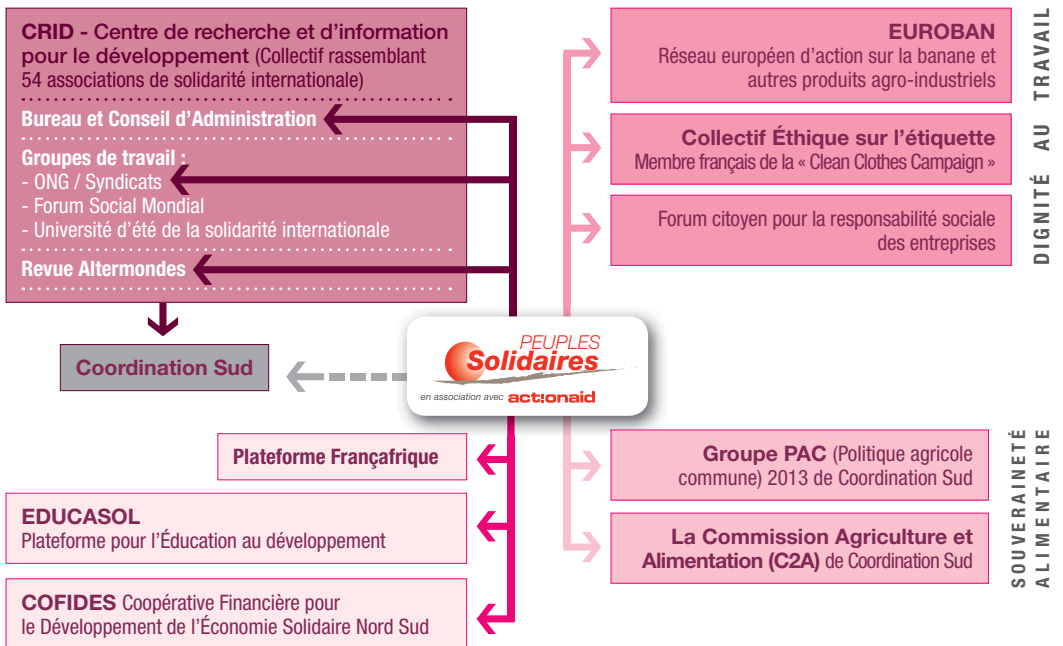 CRID - Centre de recherche et d'information
pour le développement (Collectif rassemblant
54 associations de solidarité internationale)
Bureau et Conseil d'Administration
Groupes de travail :
- ONG / Syndicats
- Forum Social Mondial
- Université d'été de la solidarité internationale
Revue Altermondes
Coordination Sud
PEUPLES
Solidaires
en association avec act!onaid
Plateforme Françafrique
EDUCASOL
Plateforme pour l'Éducation au développement
COFIDES Coopérative Financière pour
le Développement de l'Économie Solidaire Nord Sud
EUROBAN
Réseau européen d'action sur la banane et
autres produits agro-industriels
Collectif Éthique sur l'étiquette
Membre français de la « Clean Clothes Campaign »
Forum citoyen pour la responsabilité sociale
des entreprises
DIGNITÉ AU TRAVAIL
Groupe PAC (Politique agricole
commune) 2013 de Coordination Sud
La Commission Agriculture et
Alimentation (C2A) de Coordination Sud
SOUVERAINETÉ
ALIMENTAIRE